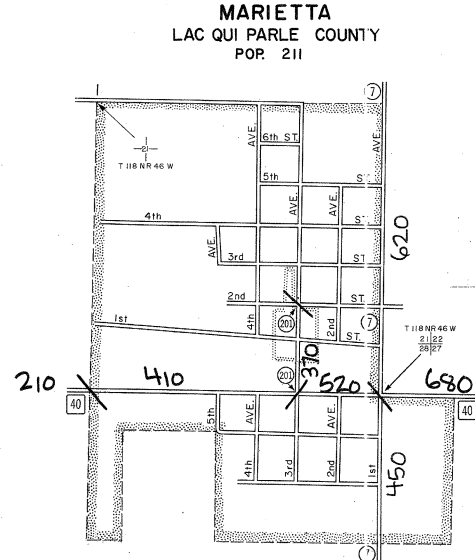 MARIETTA
LAC QUI PARLE COUNTY
POP. 211
7
21
T 118 N R 46 W
AVE.
6th ST.
AVE.
5th
ST.
AVE.
AVE.
4th
ST.
620
AVE.
3rd
ST.
2nd
ST.
201
4th
2nd
ST.
7
1st
T 118 N R 46 W
21 22
28 27
370
201
210
410
520
680
40
40
5th
AVE.
AVE.
4th
3rd
2nd
1st
450
7